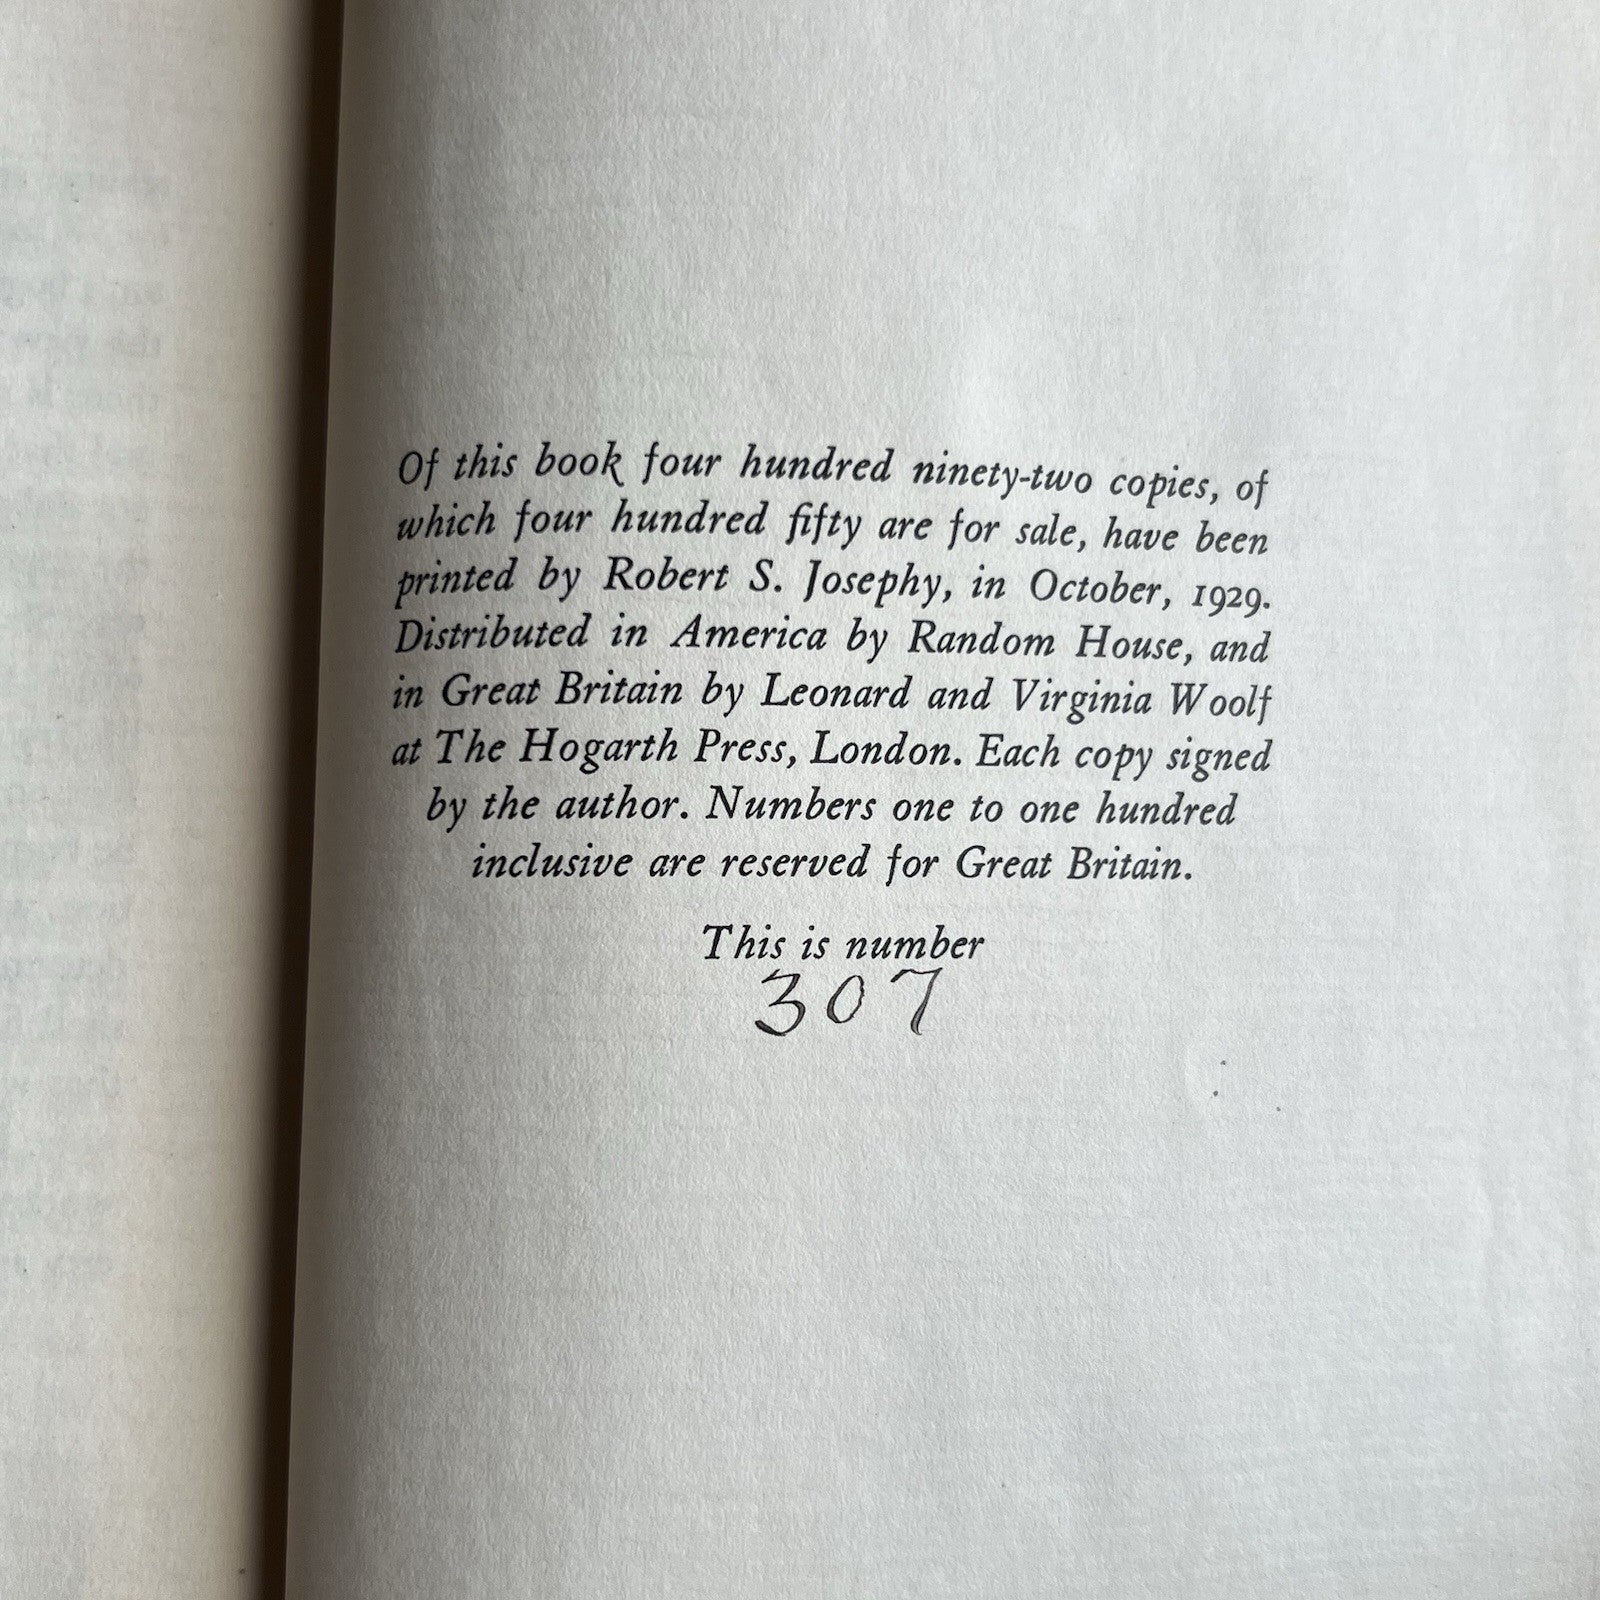 Of this book four hundred ninety-two copies, of
which four hundred fifty are for sale, have been
printed by Robert S. Josephy, in October, 1929.
Distributed in America by Random House, and
in Great Britain by Leonard and Virginia Woolf
at The Hogarth Press, London. Each copy signed
by the author. Numbers one to one hundred
inclusive are reserved for Great Britain.
This is number
307